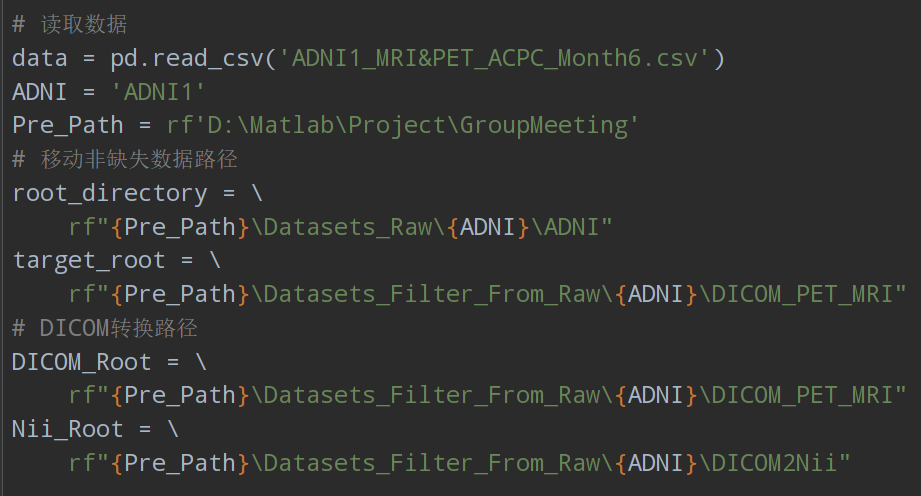 # 读取数据
data = pd.read_csv('ADNI1_MRI&PET_ACPC_Month6.csv')
ADNI = 'ADNI1'
Pre_Path = rf'D:\Matlab\Project\GroupMeeting'
# 移动非缺失数据路径
root_directory = \
    rf"{Pre_Path}\Datasets_Raw\{ADNI}\ADNI"
target_root = \
    rf"{Pre_Path}\Datasets_Filter_From_Raw\{ADNI}\DICOM_PET_MRI"
# DICOM转换路径
DICOM_Root = \
    rf"{Pre_Path}\Datasets_Filter_From_Raw\{ADNI}\DICOM_PET_MRI"
Nii_Root = \
    rf"{Pre_Path}\Datasets_Filter_From_Raw\{ADNI}\DICOM2Nii"